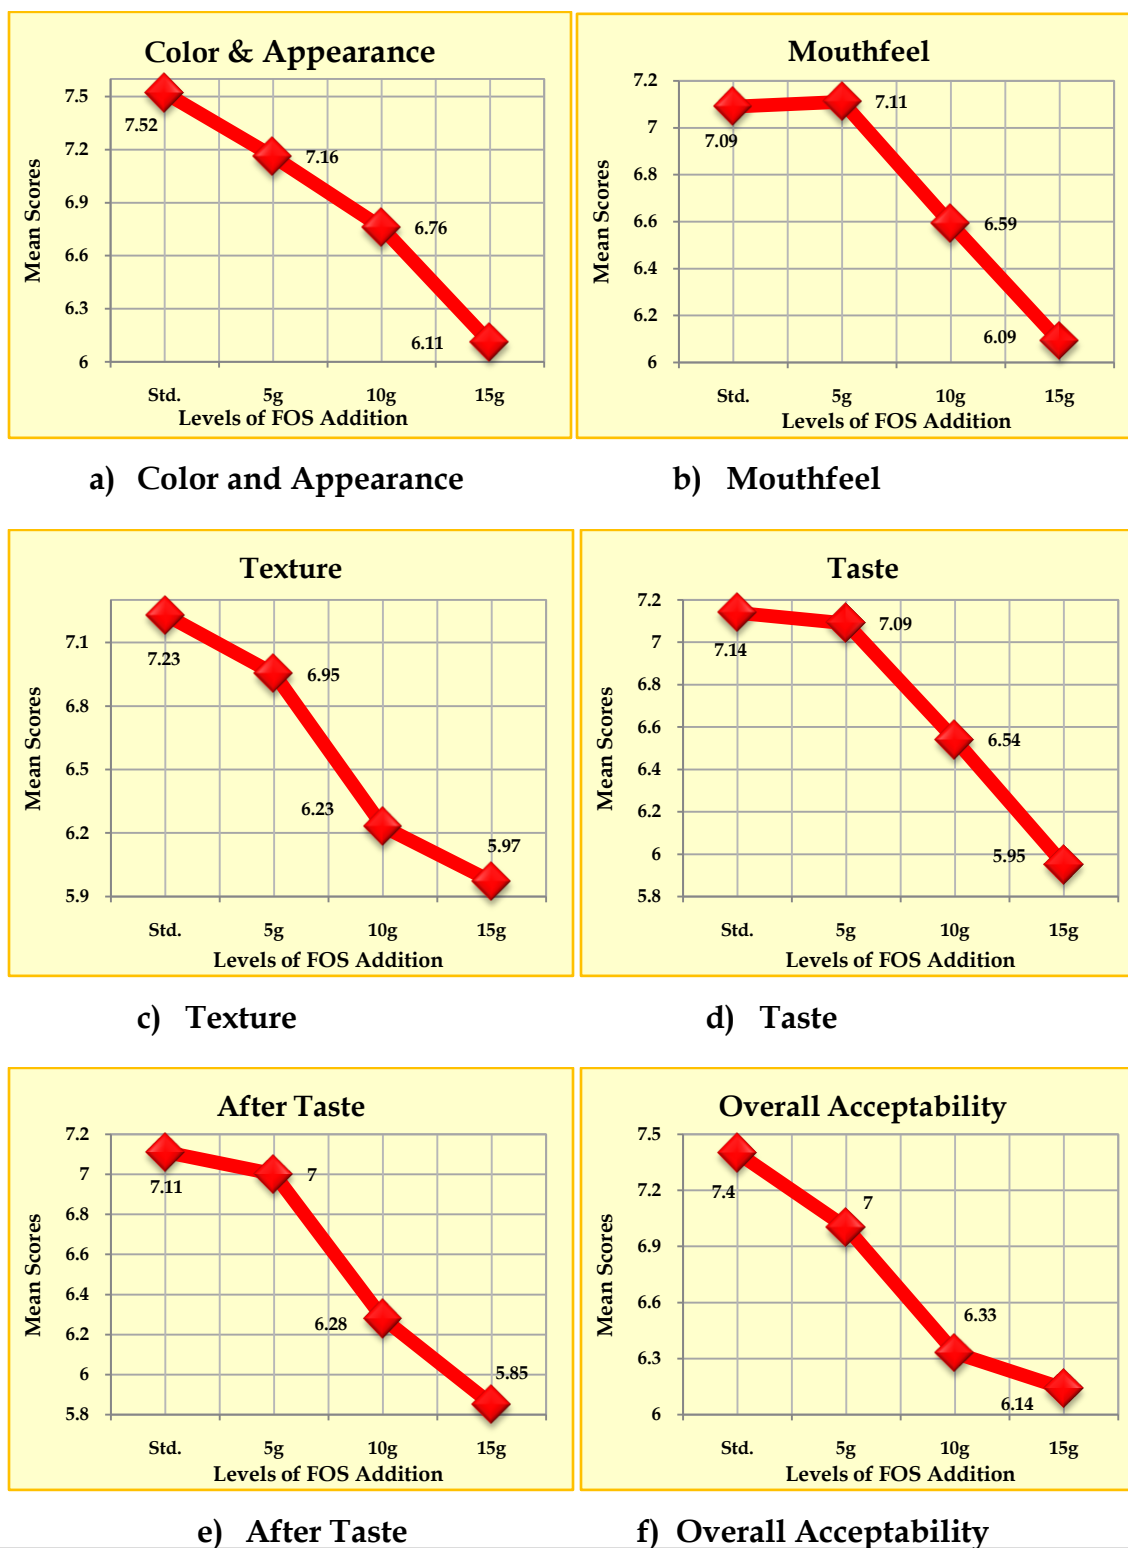 Color & Appearance
7.5
7.2
6.9
6.6
6.3
6
Mean Scores
7.52
7.16
6.76
6.11
Std. 5g 10g 15g
Levels of FOS Addition
Mouthfeel
7.2
7
6.8
6.6
6.4
6.2
6
Mean Scores
7.09
7.11
6.59
6.09
Std. 5g 10g 15g
Levels of FOS Addition
a) Color and Appearance
b) Mouthfeel
Texture
7.1
6.8
6.5
6.2
5.9
Mean Scores
7.23
6.95
6.23
5.97
Std. 5g 10g 15g
Levels of FOS Addition
Taste
7.2
7
6.8
6.6
6.4
6.2
6
5.8
Mean Scores
7.14
7.09
6.54
5.95
Std. 5g 10g 15g
Levels of FOS Addition
c) Texture
d) Taste
After Taste
7.2
7
6.8
6.6
6.4
6.2
6
5.8
Mean Scores
7.11
7
6.28
5.85
Std. 5g 10g 15g
Levels of FOS Addition
Overall Acceptability
7.5
7.2
6.9
6.6
6.3
6
Mean Scores
7.4
7
6.33
6.14
Std. 5g 10g 15g
Levels of FOS Addition
e) After Taste
f) Overall Acceptability